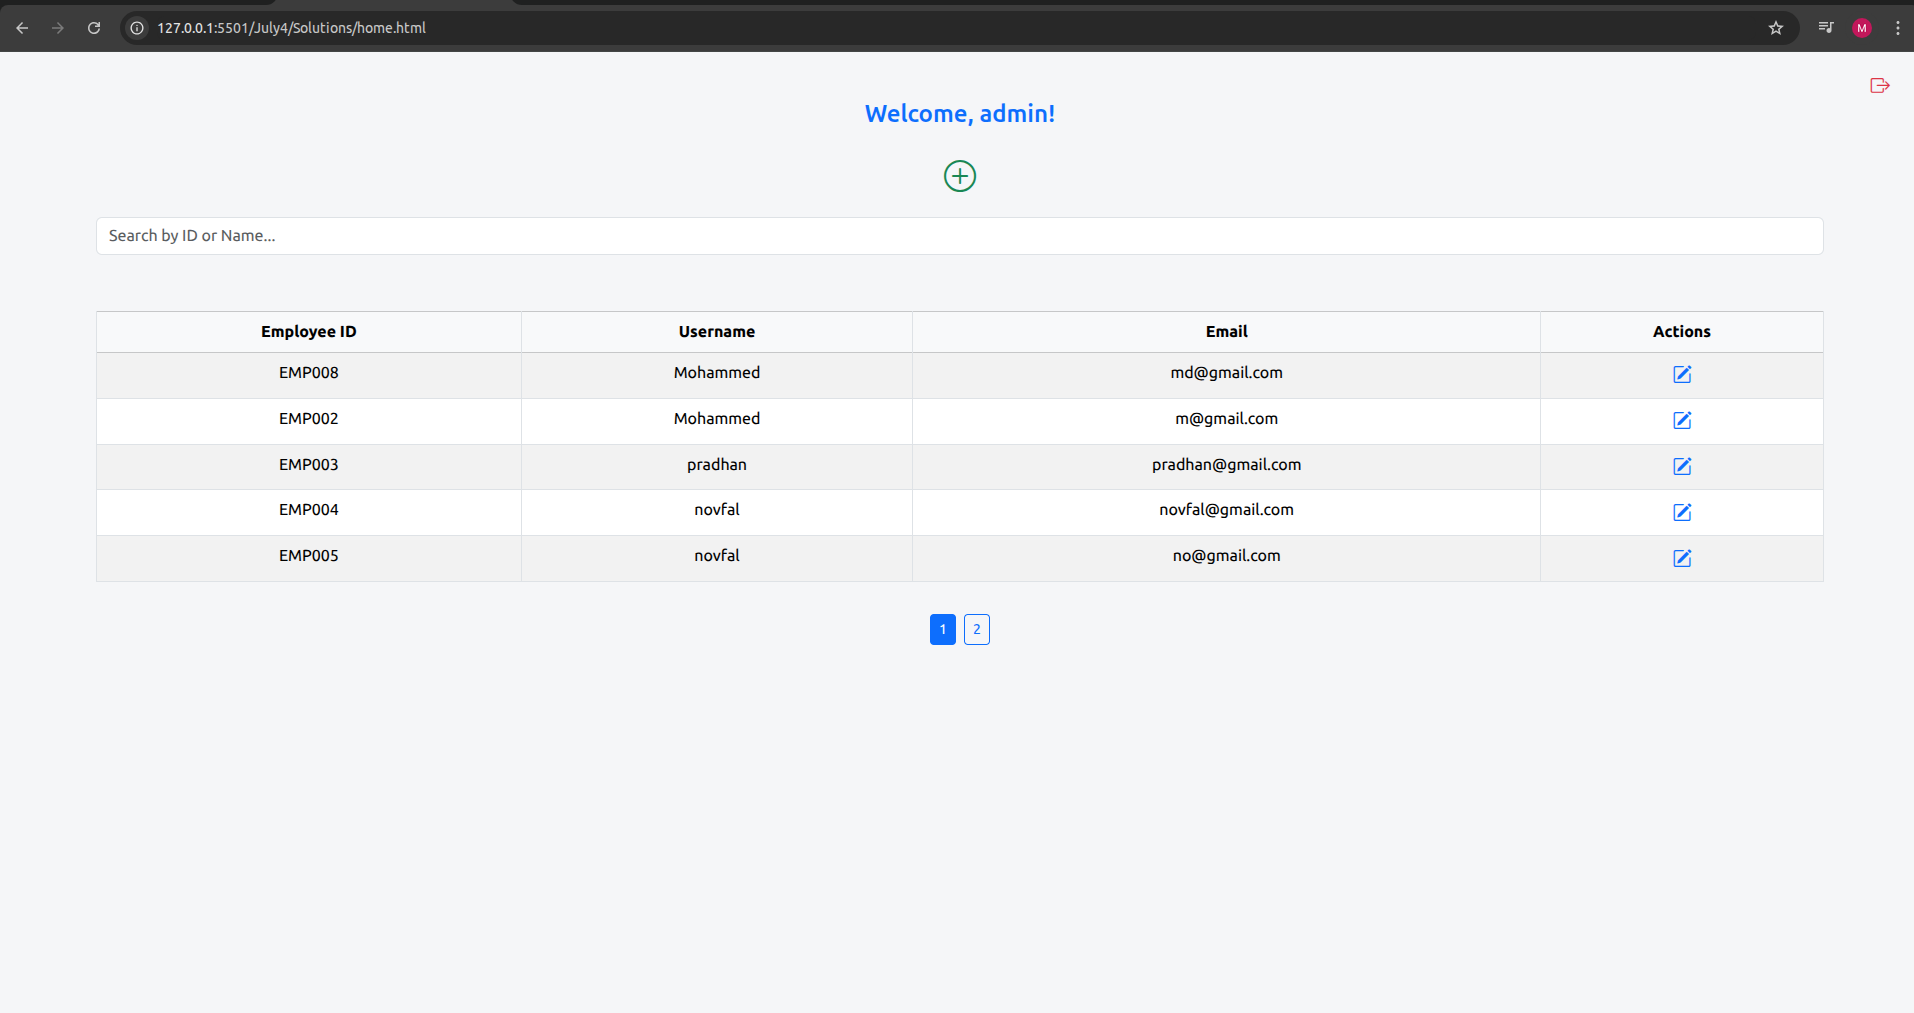 127.0.0.1:5501/July4/Solutions/home.html
M
Welcome, admin!
Search by ID or Name...
Employee ID Username Email Actions
EMP008 Mohammed md@gmail.com
EMP002 Mohammed m@gmail.com
EMP003 pradhan pradhan@gmail.com
EMP004 novfal novfal@gmail.com
EMP005 novfal no@gmail.com
1 2